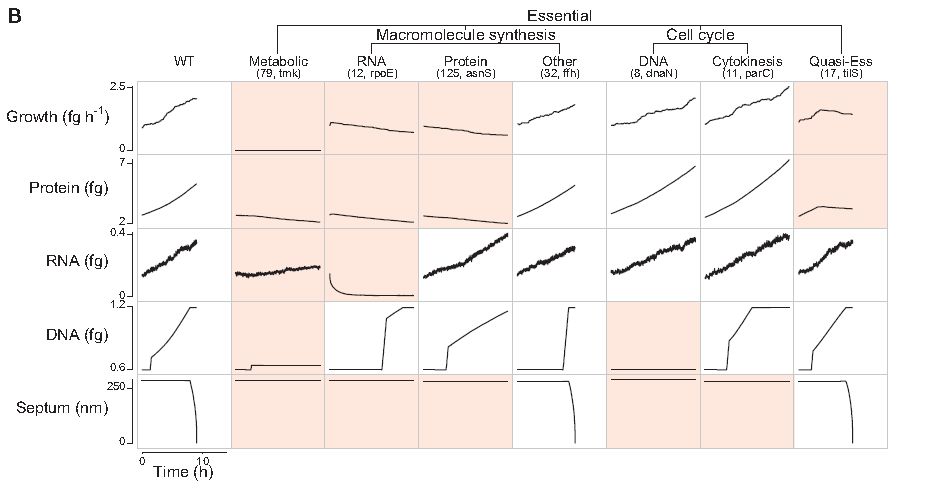 B
Essential
Macromolecule synthesis Cell cycle
WT Metabolic RNA Protein Other DNA Cytokinesis Quasi-Ess
(79, tmk) (12, rpoE) (125, asnS) (32, ffh) (8, dnaN) (11, parC) (17, tilS)
2.5
Growth (fg h-1)
0
7
Protein (fg)
2
0.4
RNA (fg)
0
1.2
DNA (fg)
0.6
250
Septum (nm)
0
0 10
Time (h)